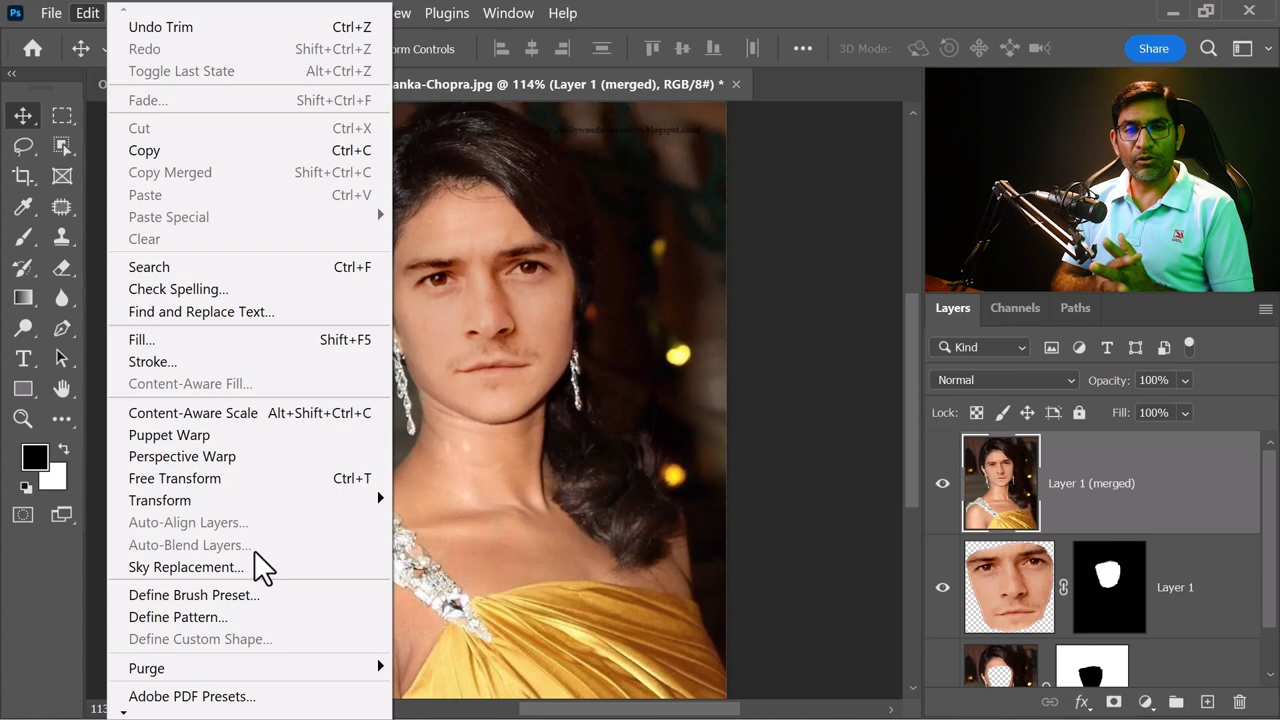 Ps File Edit ew Plugins Window Help
orm Controls 3D Mode: Share
O anka-Chopra.jpg @ 114% (Layer 1 (merged), RGB/8#) *
Undo Trim Ctrl+Z
Redo Shift+Ctrl+Z
Toggle Last State Alt+Ctrl+Z
Fade... Shift+Ctrl+F
Cut Ctrl+X
Copy Ctrl+C
Copy Merged Shift+Ctrl+C
Paste Ctrl+V
Paste Special
Clear
Search Ctrl+F
Check Spelling...
Find and Replace Text...
Fill... Shift+F5
Stroke...
Content-Aware Fill...
Content-Aware Scale Alt+Shift+Ctrl+C
Puppet Warp
Perspective Warp
Free Transform Ctrl+T
Transform
Auto-Align Layers...
Auto-Blend Layers...
Sky Replacement...
Define Brush Preset...
Define Pattern...
Define Custom Shape...
Purge
Adobe PDF Presets...
113
Layers Channels Paths
Kind
Normal Opacity: 100%
Lock: Fill: 100%
Layer 1 (merged)
Layer 1
fx